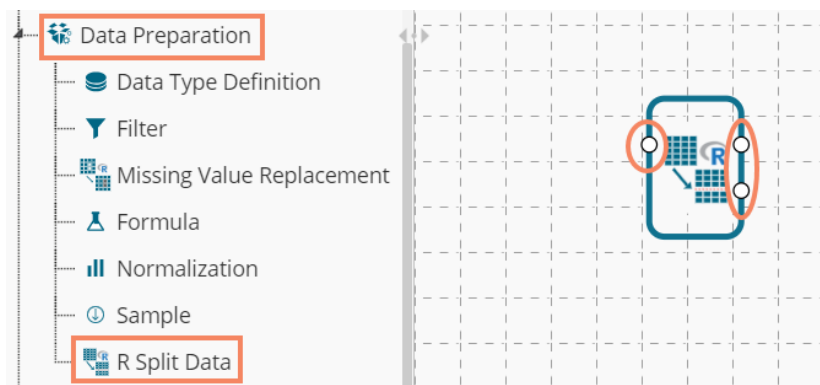 Data Preparation
Data Type Definition
Filter
Missing Value Replacement
Formula
Normalization
Sample
R Split Data
R